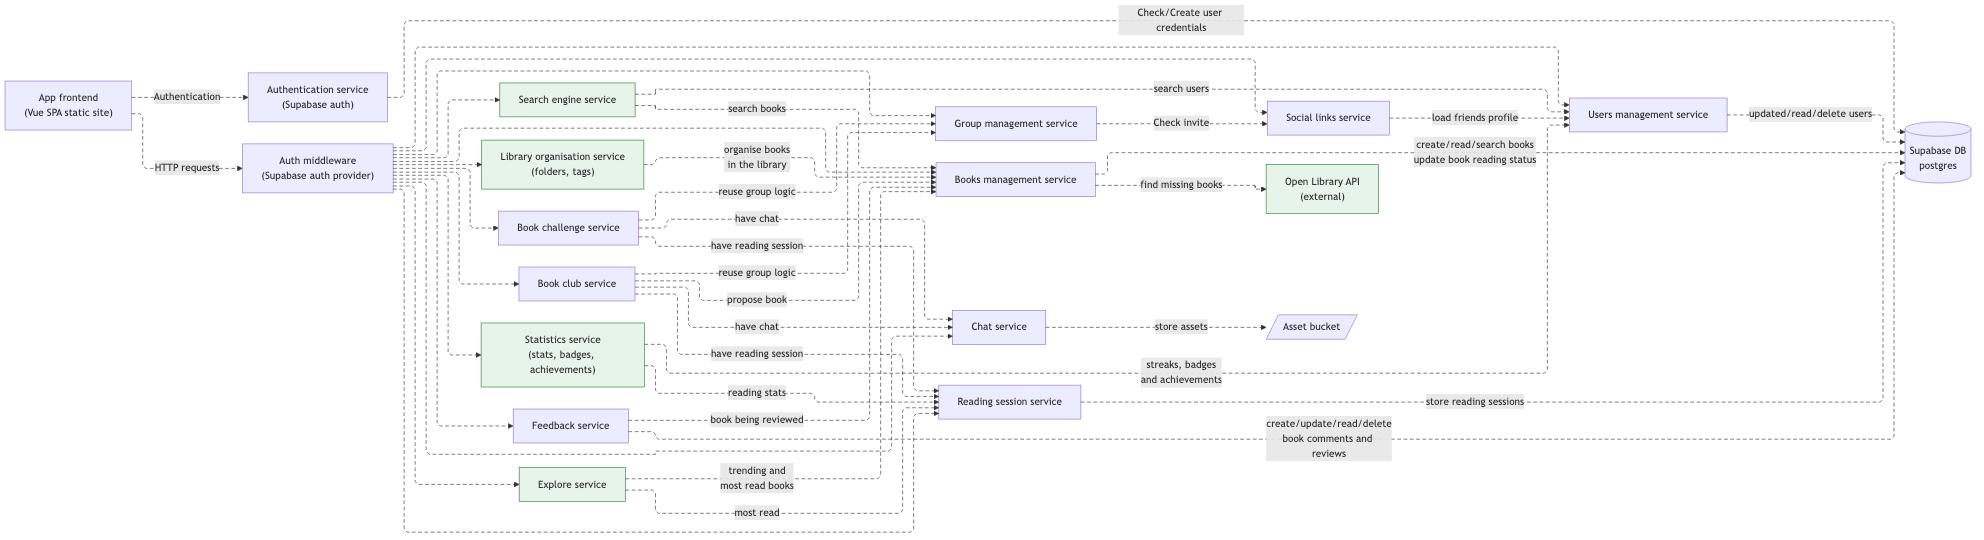 Check/Create user
credentials
App frontend
(Vue SPA static site)
Authentication
HTTP requests
Authentication service
(Supabase auth)
Auth middleware
(Supabase auth provider)
Search engine service
Library organisation service
(folders, tags)
Book challenge service
Book club service
Statistics service
(stats, badges,
achievements)
Feedback service
Explore service
search users
search books
organise books
in the library
reuse group logic
have chat
have reading session
reuse group logic
propose book
have chat
have reading session
reading stats
book being reviewed
trending and
most read books
most read
Group management service
Books management service
Chat service
Reading session service
Check invite
find missing books
store assets
streaks, badges
and achievements
Social links service
Open Library API
(external)
Asset bucket
create/update/read/delete
book comments and
reviews
load friends profile
create/read/search books
update book reading status
store reading sessions
Users management service
updated/read/delete users
Supabase DB
postgres